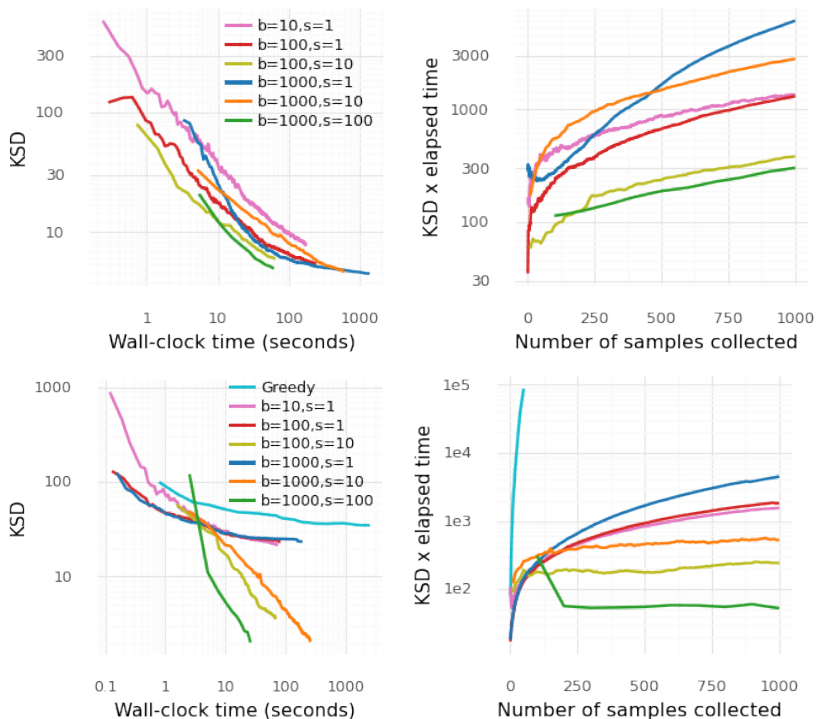 b=10,s=1
b=100,s=1
b=100,s=10
b=1000,s=1
b=1000,s=10
b=1000,s=100
KSD
300
100
30
10
1
10
100
1000
Wall-clock time (seconds)
KSD x elapsed time
3000
1000
300
100
30
0
250
500
750
1000
Number of samples collected
Greedy
b=10,s=1
b=100,s=1
b=100,s=10
b=1000,s=1
b=1000,s=10
b=1000,s=100
KSD
1000
100
10
0.1
1
10
100
1000
Wall-clock time (seconds)
KSD x elapsed time
1e5
1e4
1e3
1e2
0
250
500
750
1000
Number of samples collected